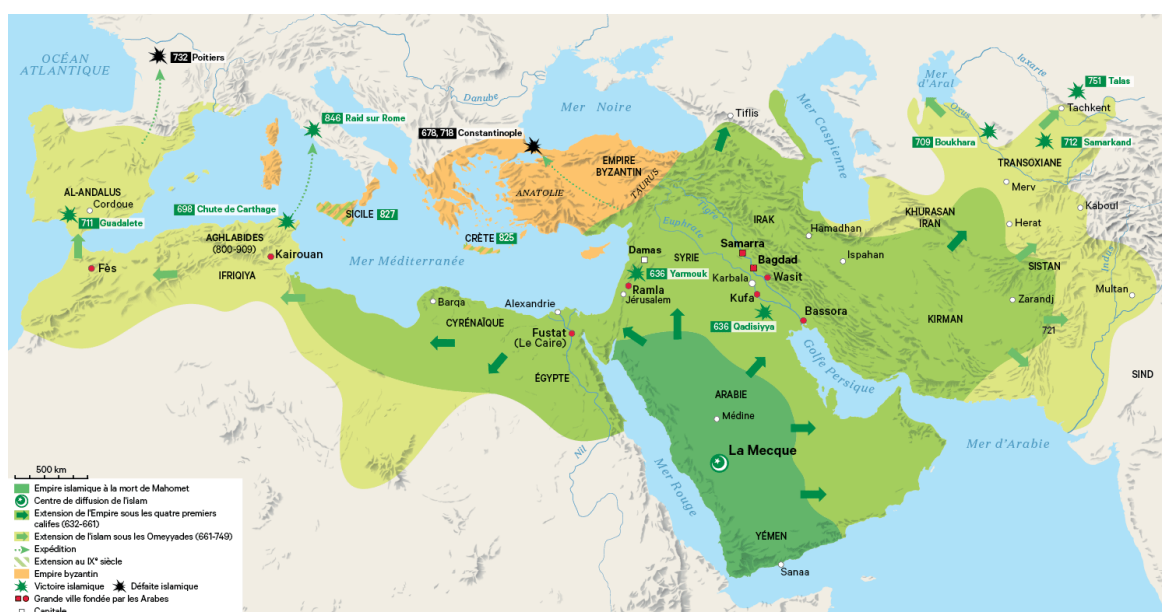 OCÉAN
ATLANTIQUE
732 Poitiers
Danube
Mer Noire
Tiflis
Mer Caspienne
Mer
d'Aral
Iaxarte
Oxus
751 Talas
Tachkent
709 Boukhara
712 Samarkand
TRANSOXIANE
846 Raid sur Rome
678, 718 Constantinople
EMPIRE
BYZANTIN
ANATOLIE
TAURUS
Merv
Kaboul
AL-ANDALUS
Cordoue
711 Guadalete
698 Chute de Carthage
SICILE 827
CRÈTE 825
AGHLABIDES
(800-909)
IFRIQIYA
Kairouan
Fès
Mer Méditerranée
Tigre
Euphrate
IRAK
Hamadhan
KHURASAN
IRAN
Herat
Samarra
Bagdad
Damas
SYRIE
636 Yarmouk
Karbala
Wasit
Ispahan
SISTAN
Indus
Ramla
Jérusalem
Kufa
Zarandj
Multan
Barqa
Alexandrie
CYRÉNAÏQUE
636 Qadisiyya
Bassora
KIRMAN
721
Fustat
(Le Caire)
ÉGYPTE
Golfe Persique
SIND
ARABIE
Médine
La Mecque
Nil
Mer Rouge
Mer d'Arabie
YÉMEN
Sanaa
500 km
Empire islamique à la mort de Mahomet
Centre de diffusion de l'islam
Extension de l'Empire sous les quatre premiers
califes (632-661)
Extension de l'islam sous les Omeyyades (661-749)
Expédition
Extension au IXe siècle
Empire byzantin
Victoire islamique
Défaite islamique
Grande ville fondée par les Arabes
Capitale